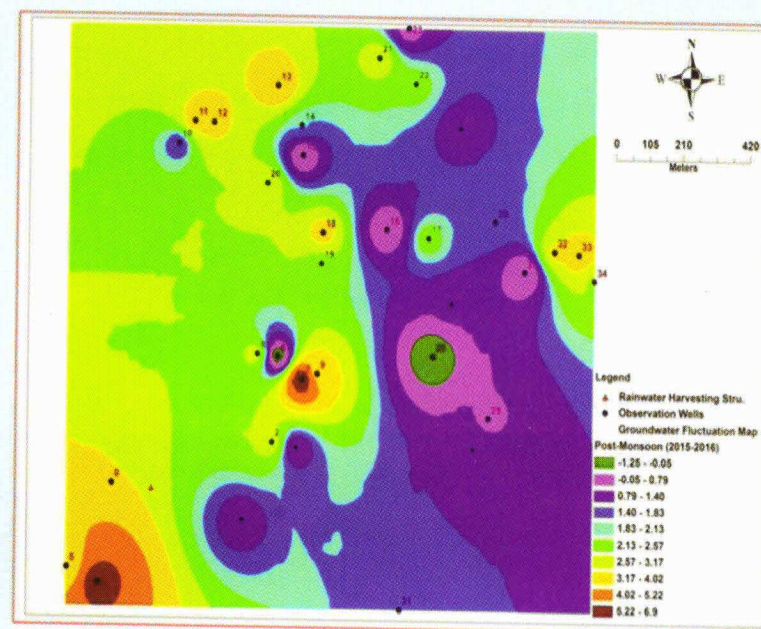 23
21
22
13
11 12
14
10
20
18
16
17
19
32
33
34
9
2
8
5
31
N
W E
S
0 105 210 420
Meters
Legend
Rainwater Harvesting Stru.
Observation Wells
Groundwater Fluctuation Map
Post-Monsoon (2015-2016)
-1.25 - -0.05
-0.05 - 0.79
0.79 - 1.40
1.40 - 1.83
1.83 - 2.13
2.13 - 2.57
2.57 - 3.17
3.17 - 4.02
4.02 - 5.22
5.22 - 6.9